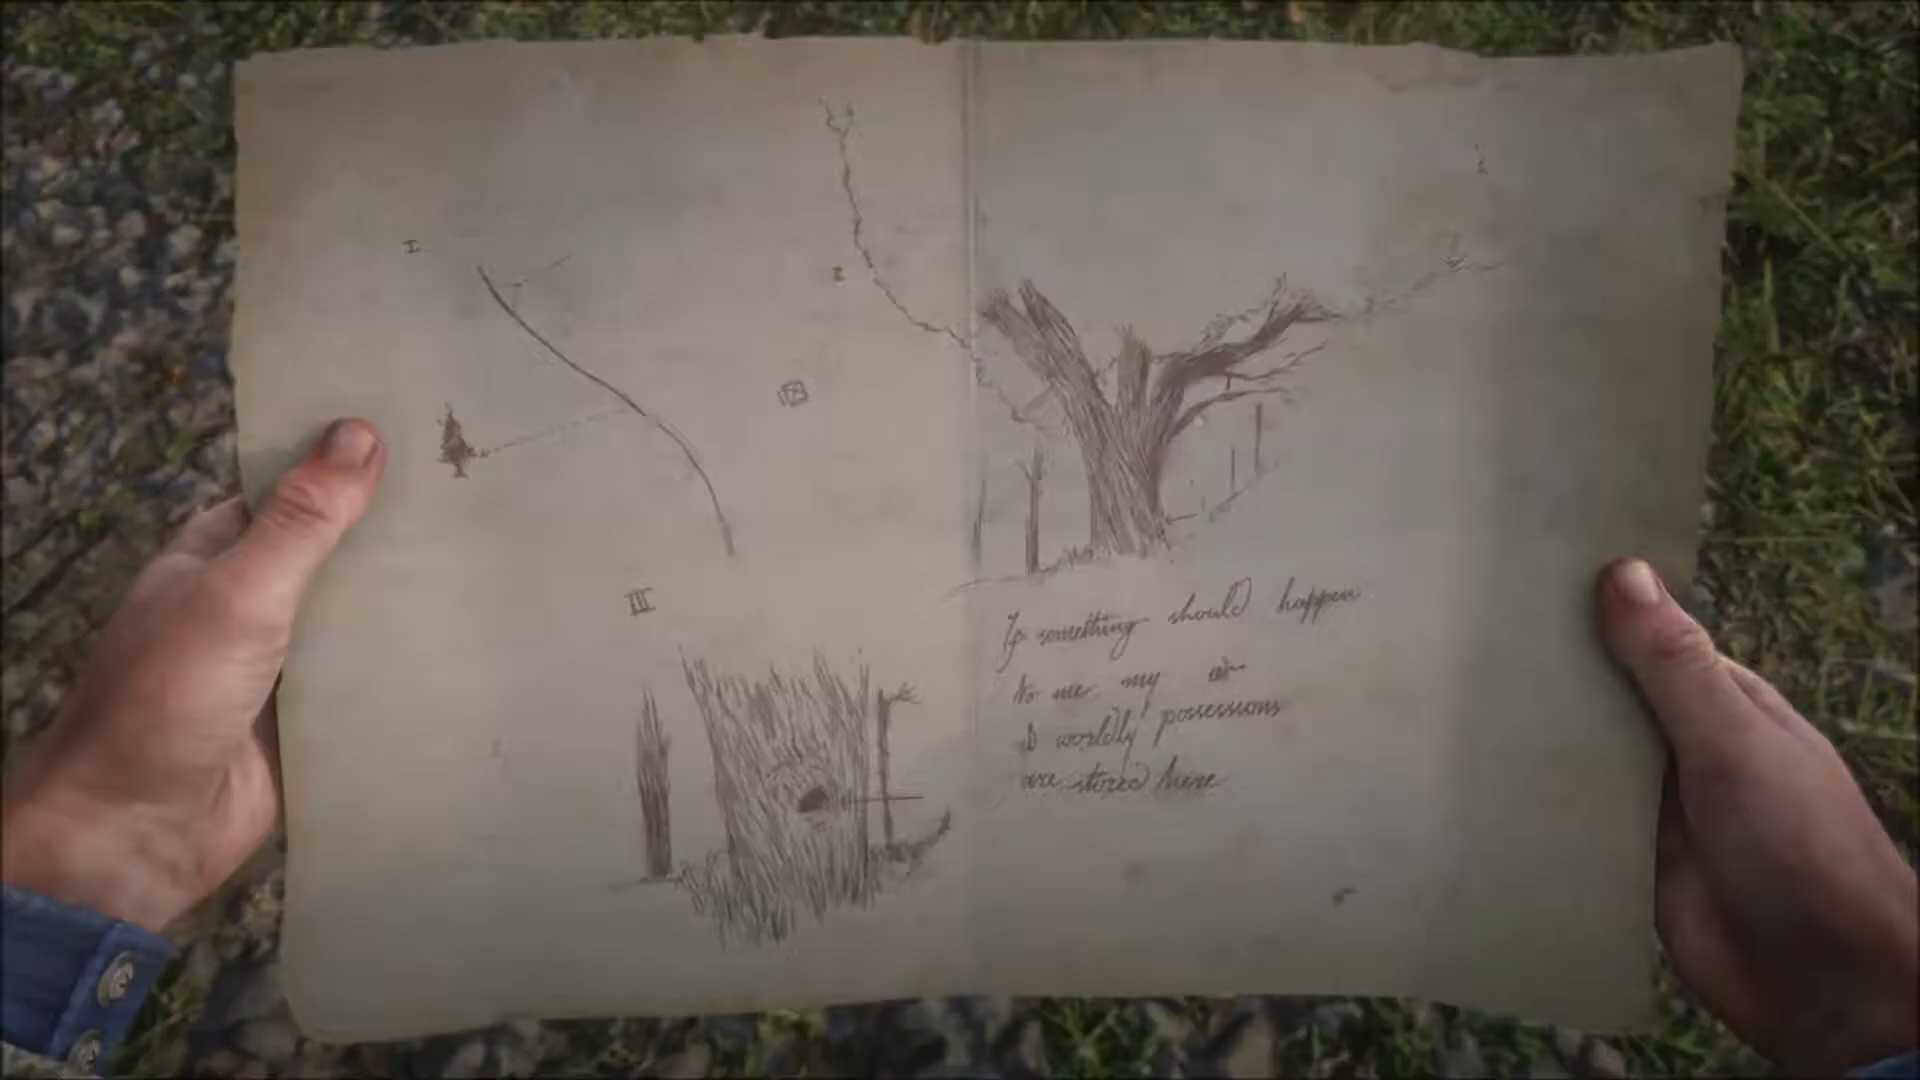 I
II
III
If something should happen
to me my
worldly possessions
are stored here